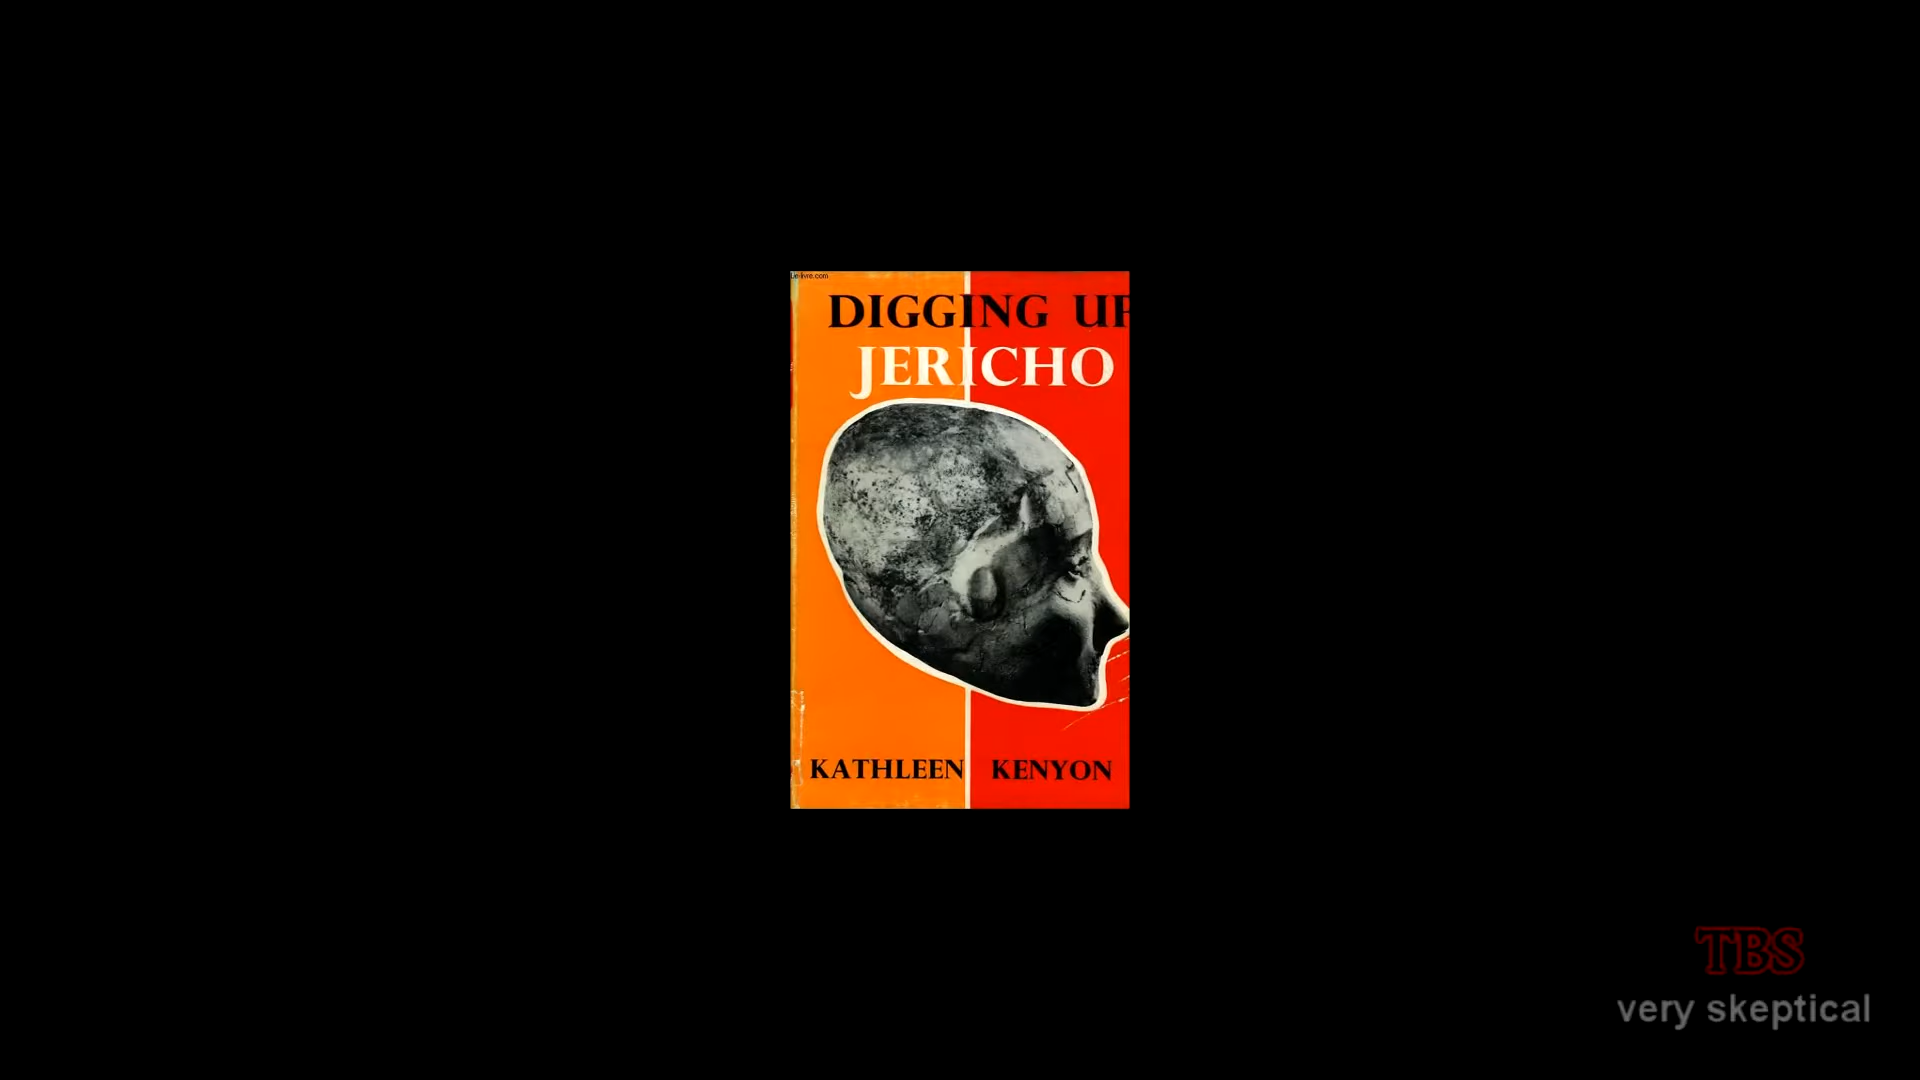 DIGGING UP
JERICHO
KATHLEEN KENYON
TBS
very skeptical